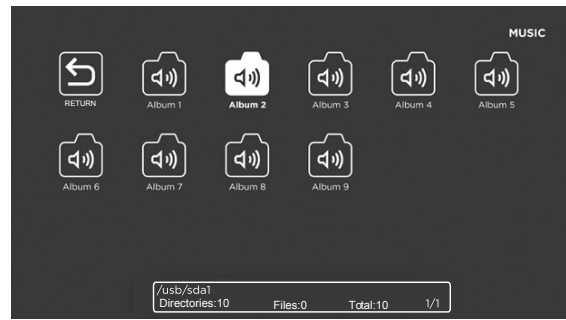 MUSIC
RETURN Album 1 Album 2 Album 3 Album 4 Album 5
Album 6 Album 7 Album 8 Album 9
/usb/sda1
Directories:10 Files:0 Total:10 1/1